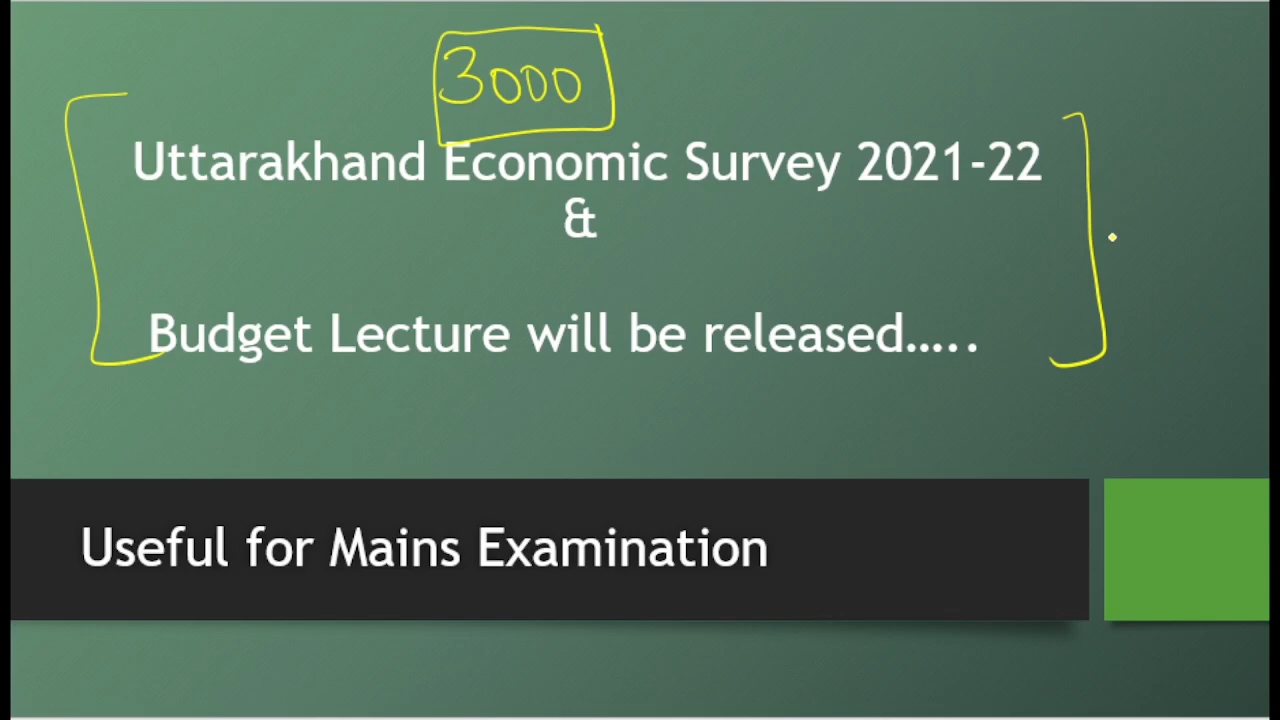 3000
Uttarakhand Economic Survey 2021-22
&
Budget Lecture will be released…..
Useful for Mains Examination